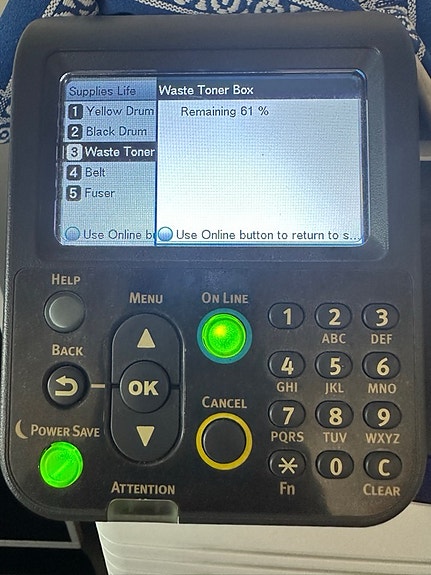 Supplies Life
1 Yellow Drum
2 Black Drum
3 Waste Toner
4 Belt
5 Fuser
Use Online b
Waste Toner Box
Remaining 61 %
Use Online button to return to s...
HELP
MENU
ON LINE
BACK
OK
CANCEL
POWER SAVE
ATTENTION
1
2
ABC
3
DEF
4
GHI
5
JKL
6
MNO
7
PQRS
8
TUV
9
WXYZ
*
Fn
0
C
CLEAR